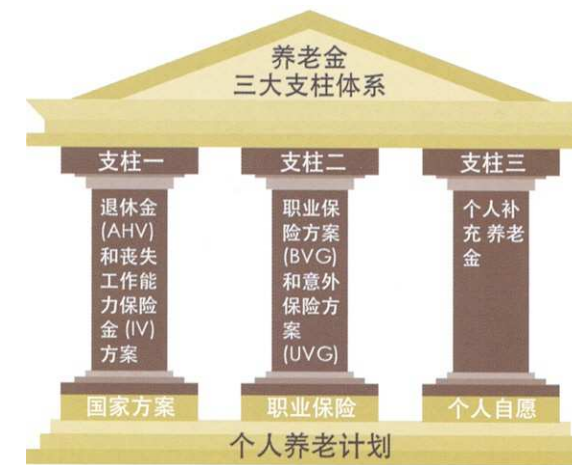 养老金
三大支柱体系
支柱一
退休金
(AHV)
和丧失
工作能
力保险
金 (IV)
方案
国家方案
支柱二
职业保
险方案
(BVG)
和意外
保险方
案
(UVG)
职业保险
支柱三
个人补
充 养老
金
个人自愿
个人养老计划